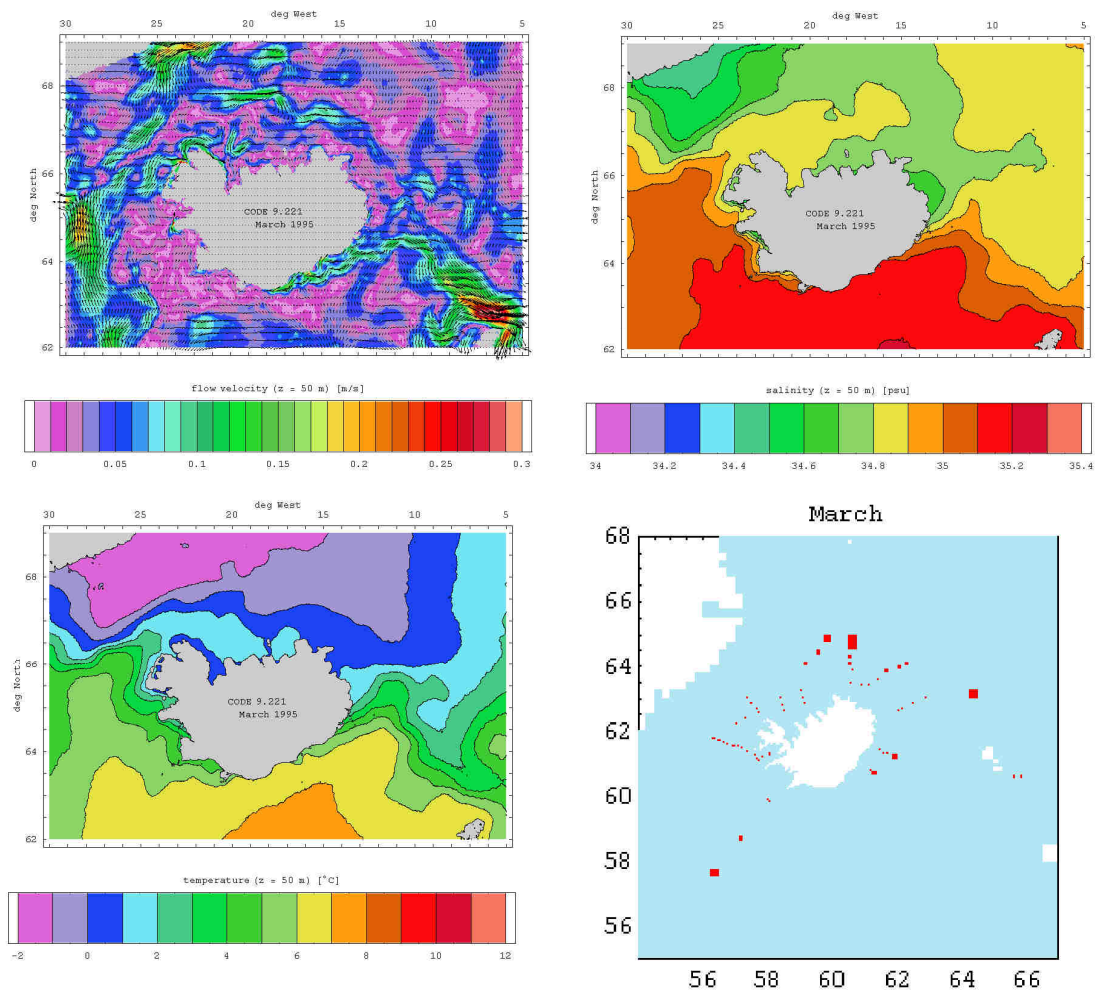 deg West
30 25 20 15 10 5
68
66
64
62
deg North
CODE 9.221
March 1995
flow velocity (z = 50 m) [m/s]
0 0.05 0.1 0.15 0.2 0.25 0.3
deg West
30 25 20 15 10 5
68
66
64
62
deg North
CODE 9.221
March 1995
salinity (z = 50 m) [psu]
34 34.2 34.4 34.6 34.8 35 35.2 35.4
deg West
30 25 20 15 10 5
68
66
64
62
deg North
CODE 9.221
March 1995
temperature (z = 50 m) [°C]
-2 0 2 4 6 8 10 12
March
68
66
64
62
60
58
56
56 58 60 62 64 66